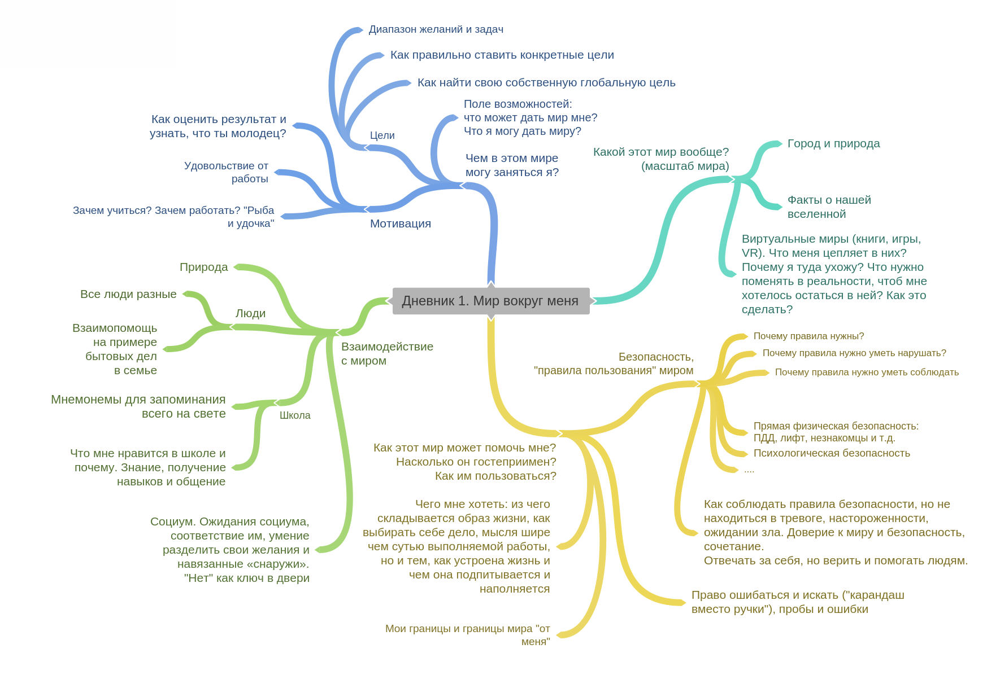 Диапазон желаний и задач
Как правильно ставить конкретные цели
Как найти свою собственную глобальную цель
Поле возможностей:
что может дать мир мне?
Что я могу дать миру?
Цели
Как оценить результат и
узнать, что ты молодец?
Удовольствие от
работы
Зачем учиться? Зачем работать? "Рыба
и удочка"
Мотивация
Чем в этом мире
могу заняться я?
Какой этот мир вообще?
(масштаб мира)
Город и природа
Факты о нашей
вселенной
Виртуальные миры (книги, игры,
VR). Что меня цепляет в них?
Почему я туда ухожу? Что нужно
поменять в реальности, чтоб мне
хотелось остаться в ней? Как это
сделать?
Дневник 1. Мир вокруг меня
Природа
Все люди разные
Люди
Взаимопомощь
на примере
бытовых дел
в семье
Взаимодействие
с миром
Мнемонемы для запоминания
всего на свете
Школа
Что мне нравится в школе и
почему. Знание, получение
навыков и общение
Социум. Ожидания социума,
соответствие им, умение
разделить свои желания и
навязанные «снаружи».
"Нет" как ключ в двери
Безопасность,
"правила пользования" миром
Почему правила нужны?
Почему правила нужно уметь нарушать?
Почему правила нужно уметь соблюдать
Прямая физическая безопасность:
ПДД, лифт, незнакомцы и т.д.
Психологическая безопасность
....
Как соблюдать правила безопасности, но не
находиться в тревоге, настороженности,
ожидании зла. Доверие к миру и безопасность,
сочетание.
Отвечать за себя, но верить и помогать людям.
Как этот мир может помочь мне?
Насколько он гостеприимен?
Как им пользоваться?
Чего мне хотеть: из чего
складывается образ жизни, как
выбирать себе дело, мысля шире
чем сутью выполняемой работы,
но и тем, как устроена жизнь и
чем она подпитывается и
наполняется
Право ошибаться и искать ("карандаш
вместо ручки"), пробы и ошибки
Мои границы и границы мира "от
меня"